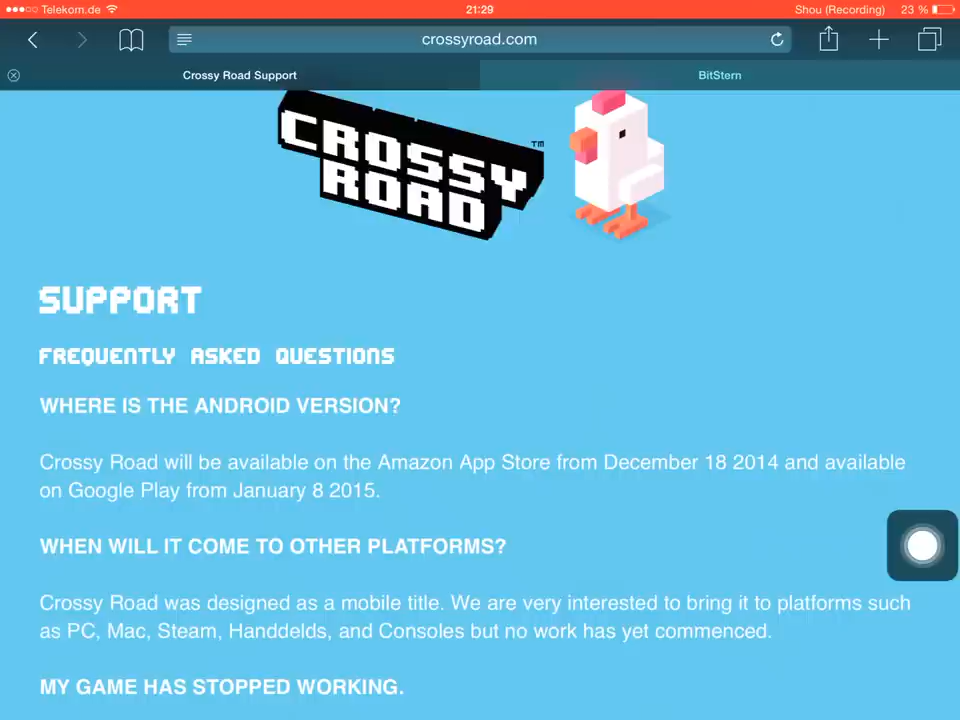 Telekom.de 21:29 Shou (Recording) 23 %
crossyroad.com
Crossy Road Support BitStern
CROSSY ROAD TM
SUPPORT
FREQUENTLY ASKED QUESTIONS
WHERE IS THE ANDROID VERSION?
Crossy Road will be available on the Amazon App Store from December 18 2014 and available
on Google Play from January 8 2015.
WHEN WILL IT COME TO OTHER PLATFORMS?
Crossy Road was designed as a mobile title. We are very interested to bring it to platforms such
as PC, Mac, Steam, Handdelds, and Consoles but no work has yet commenced.
MY GAME HAS STOPPED WORKING.